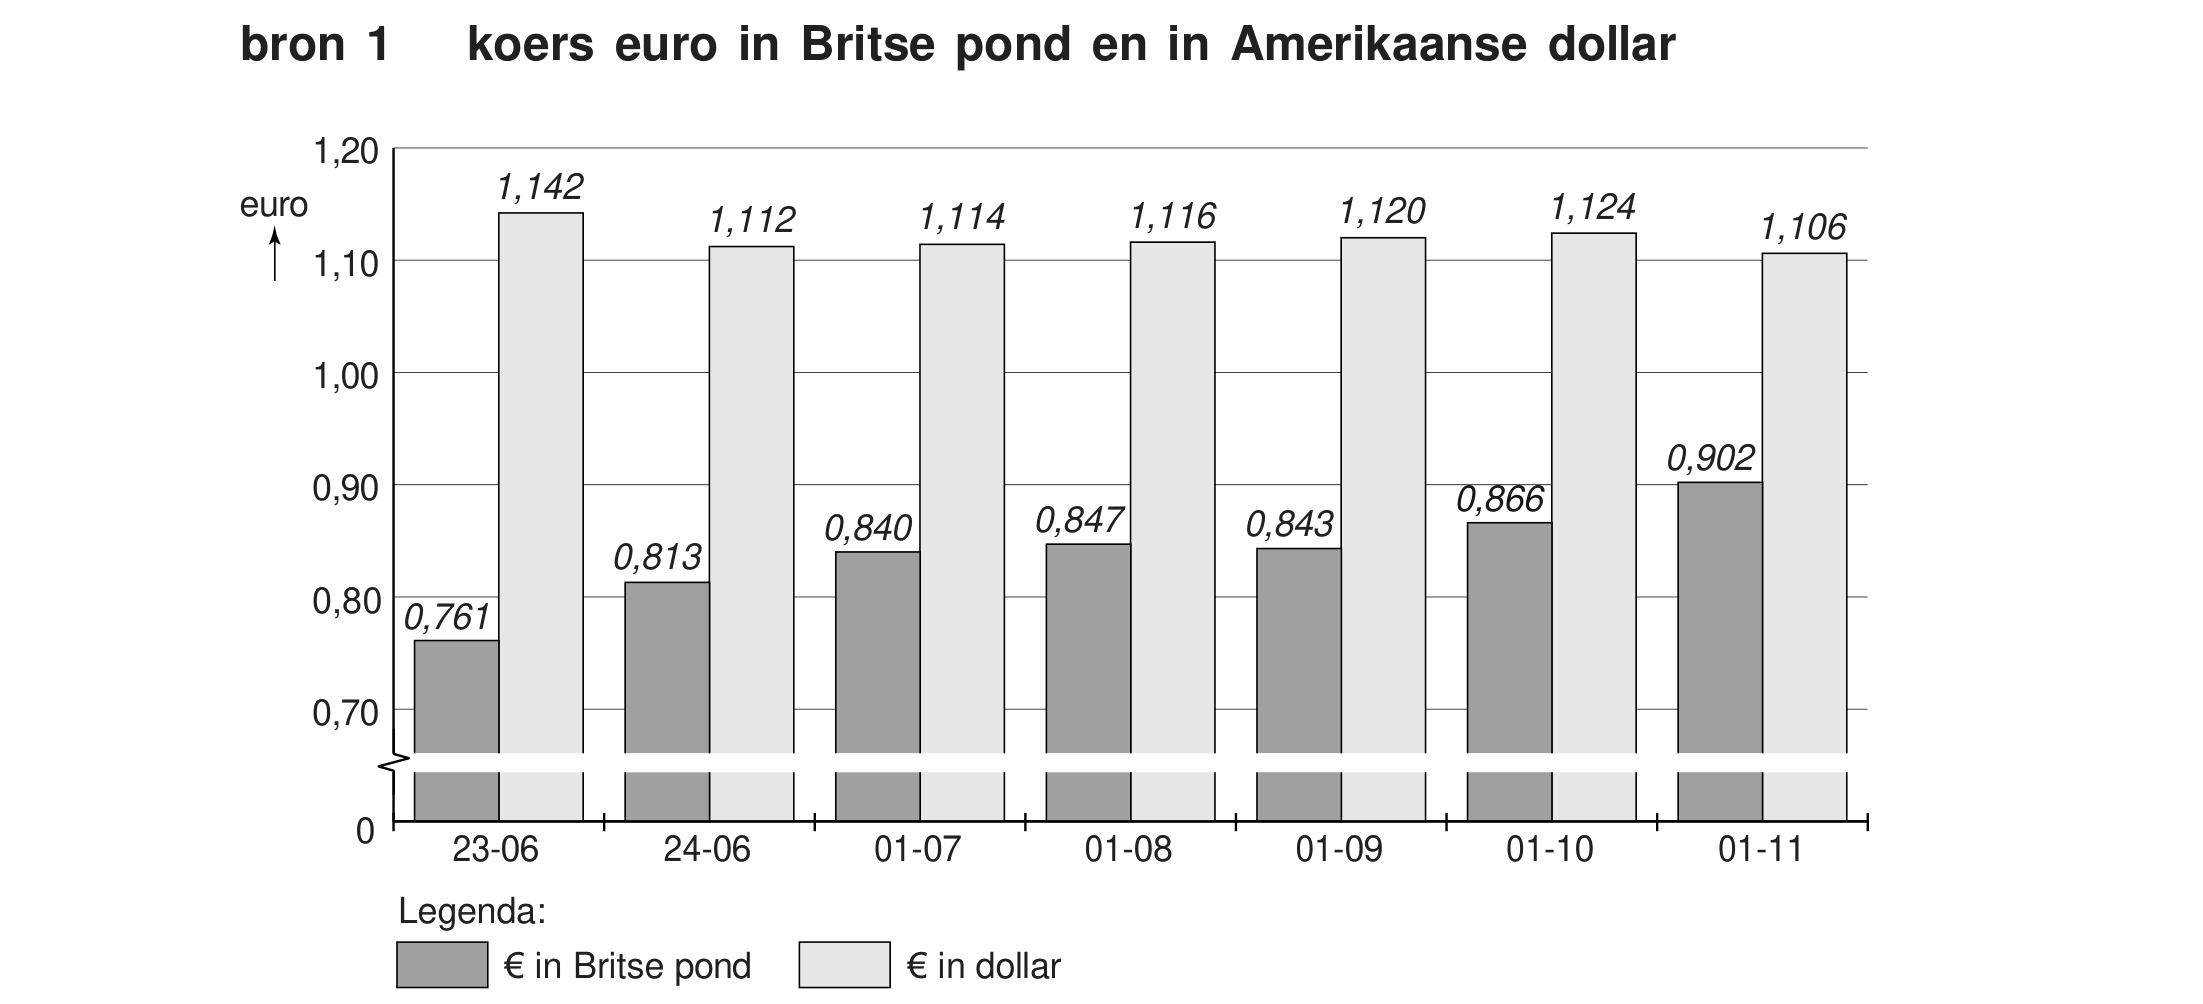 bron 1 koers euro in Britse pond en in Amerikaanse dollar
1,20
euro
1,10
1,00
0,90
0,80
0,70
0
0,761 1,142
0,813 1,112
0,840 1,114
0,847 1,116
0,843 1,120
0,866 1,124
0,902 1,106
23-06 24-06 01-07 01-08 01-09 01-10 01-11
Legenda:
€ in Britse pond € in dollar